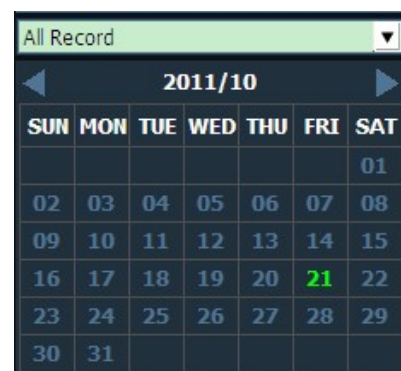 All Record
2011/10
SUN MON TUE WED THU FRI SAT
01
02 03 04 05 06 07 08
09 10 11 12 13 14 15
16 17 18 19 20 21 22
23 24 25 26 27 28 29
30 31